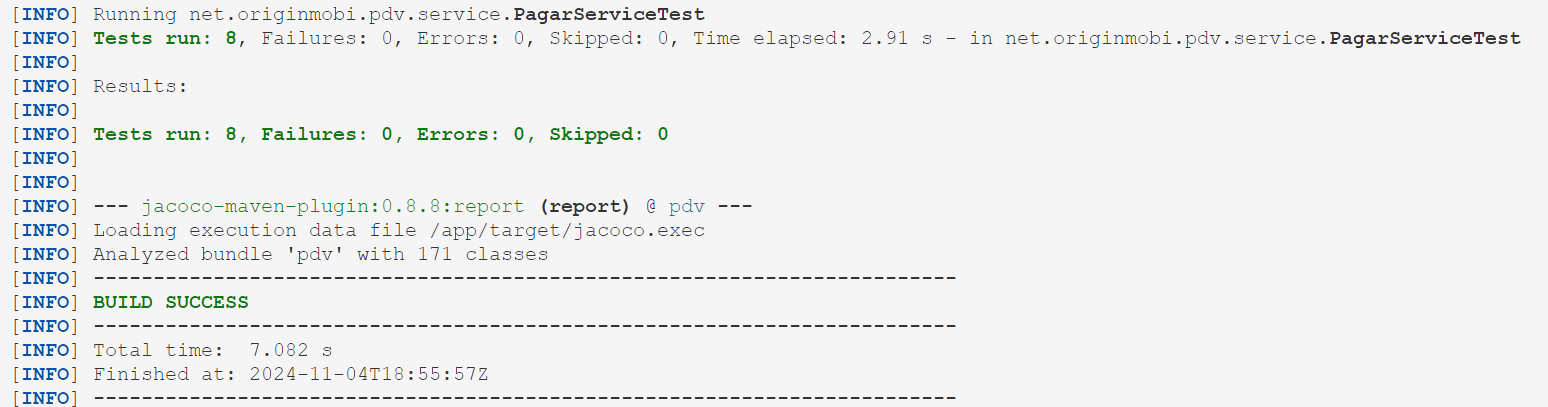 [INFO] Running net.originmobi.pdv.service.PagarServiceTest
[INFO] Tests run: 8, Failures: 0, Errors: 0, Skipped: 0, Time elapsed: 2.91 s - in net.originmobi.pdv.service.PagarServiceTest
[INFO]
[INFO] Results:
[INFO]
[INFO] Tests run: 8, Failures: 0, Errors: 0, Skipped: 0
[INFO]
[INFO]
[INFO] --- jacoco-maven-plugin:0.8.8:report (report) @ pdv ---
[INFO] Loading execution data file /app/target/jacoco.exec
[INFO] Analyzed bundle 'pdv' with 171 classes
[INFO] ------------------------------------------------------------------------
[INFO] BUILD SUCCESS
[INFO] ------------------------------------------------------------------------
[INFO] Total time:  7.082 s
[INFO] Finished at: 2024-11-04T18:55:57Z
[INFO] ------------------------------------------------------------------------